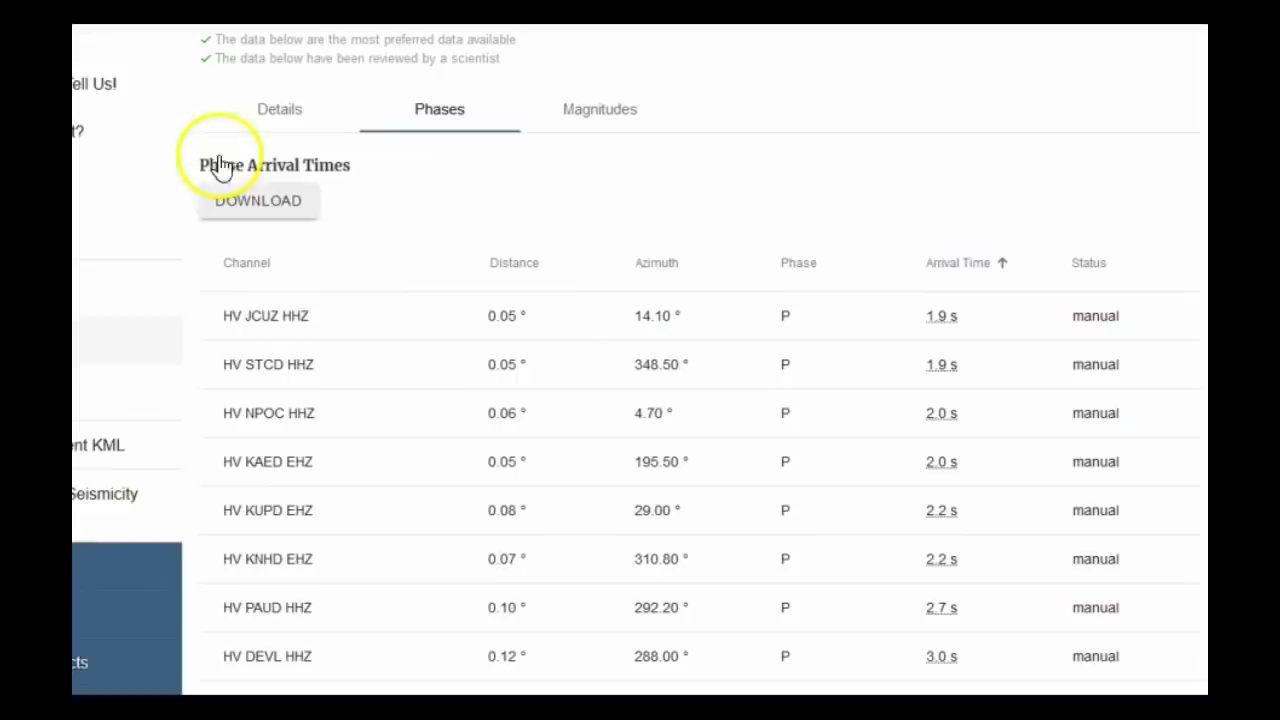 The data below are the most preferred data available
The data below have been reviewed by a scientist
Tell Us!
t?
Details Phases Magnitudes
Phase Arrival Times
DOWNLOAD
Channel Distance Azimuth Phase Arrival Time Status
HV JCUZ HHZ 0.05 ° 14.10 ° P 1.9 s manual
HV STCD HHZ 0.05 ° 348.50 ° P 1.9 s manual
HV NPOC HHZ 0.06 ° 4.70 ° P 2.0 s manual
ent KML
HV KAED EHZ 0.05 ° 195.50 ° P 2.0 s manual
Seismicity
HV KUPD EHZ 0.08 ° 29.00 ° P 2.2 s manual
HV KNHD EHZ 0.07 ° 310.80 ° P 2.2 s manual
HV PAUD HHZ 0.10 ° 292.20 ° P 2.7 s manual
HV DEVL HHZ 0.12 ° 288.00 ° P 3.0 s manual
cts